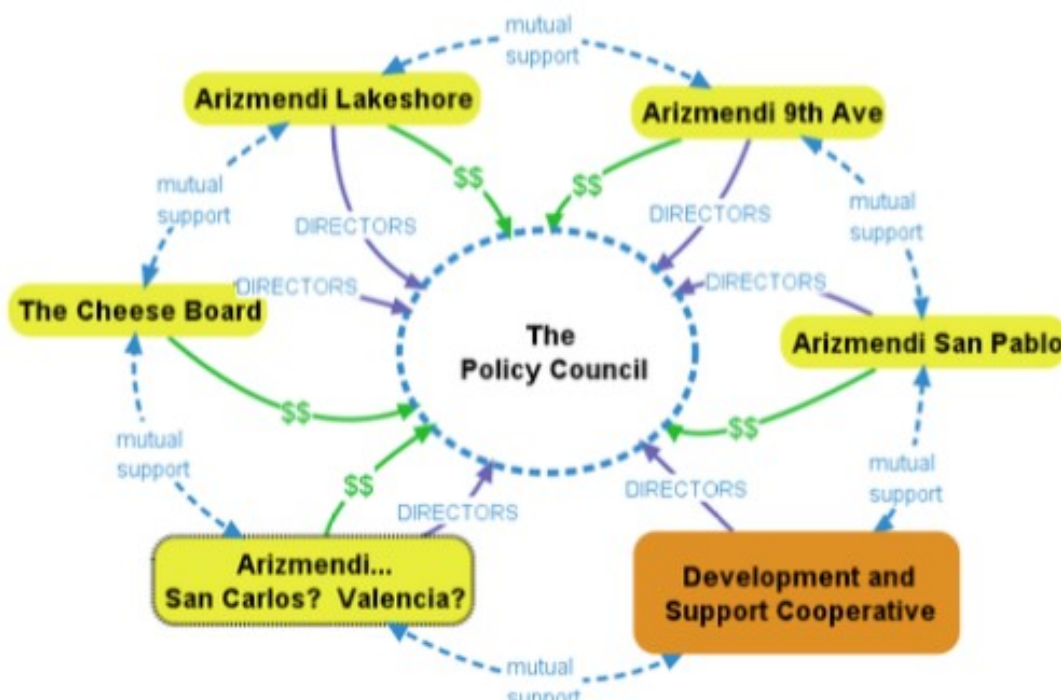 mutual
support
Arizmendi Lakeshore
Arizmendi 9th Ave
$$
$$
mutual
support
mutual
support
DIRECTORS
DIRECTORS
DIRECTORS
DIRECTORS
The Cheese Board
The
Policy Council
Arizmendi San Pablo
$$
$$
mutual
support
mutual
support
$$
DIRECTORS
DIRECTORS
Arizmendi...
San Carlos? Valencia?
Development and
Support Cooperative
mutual
support